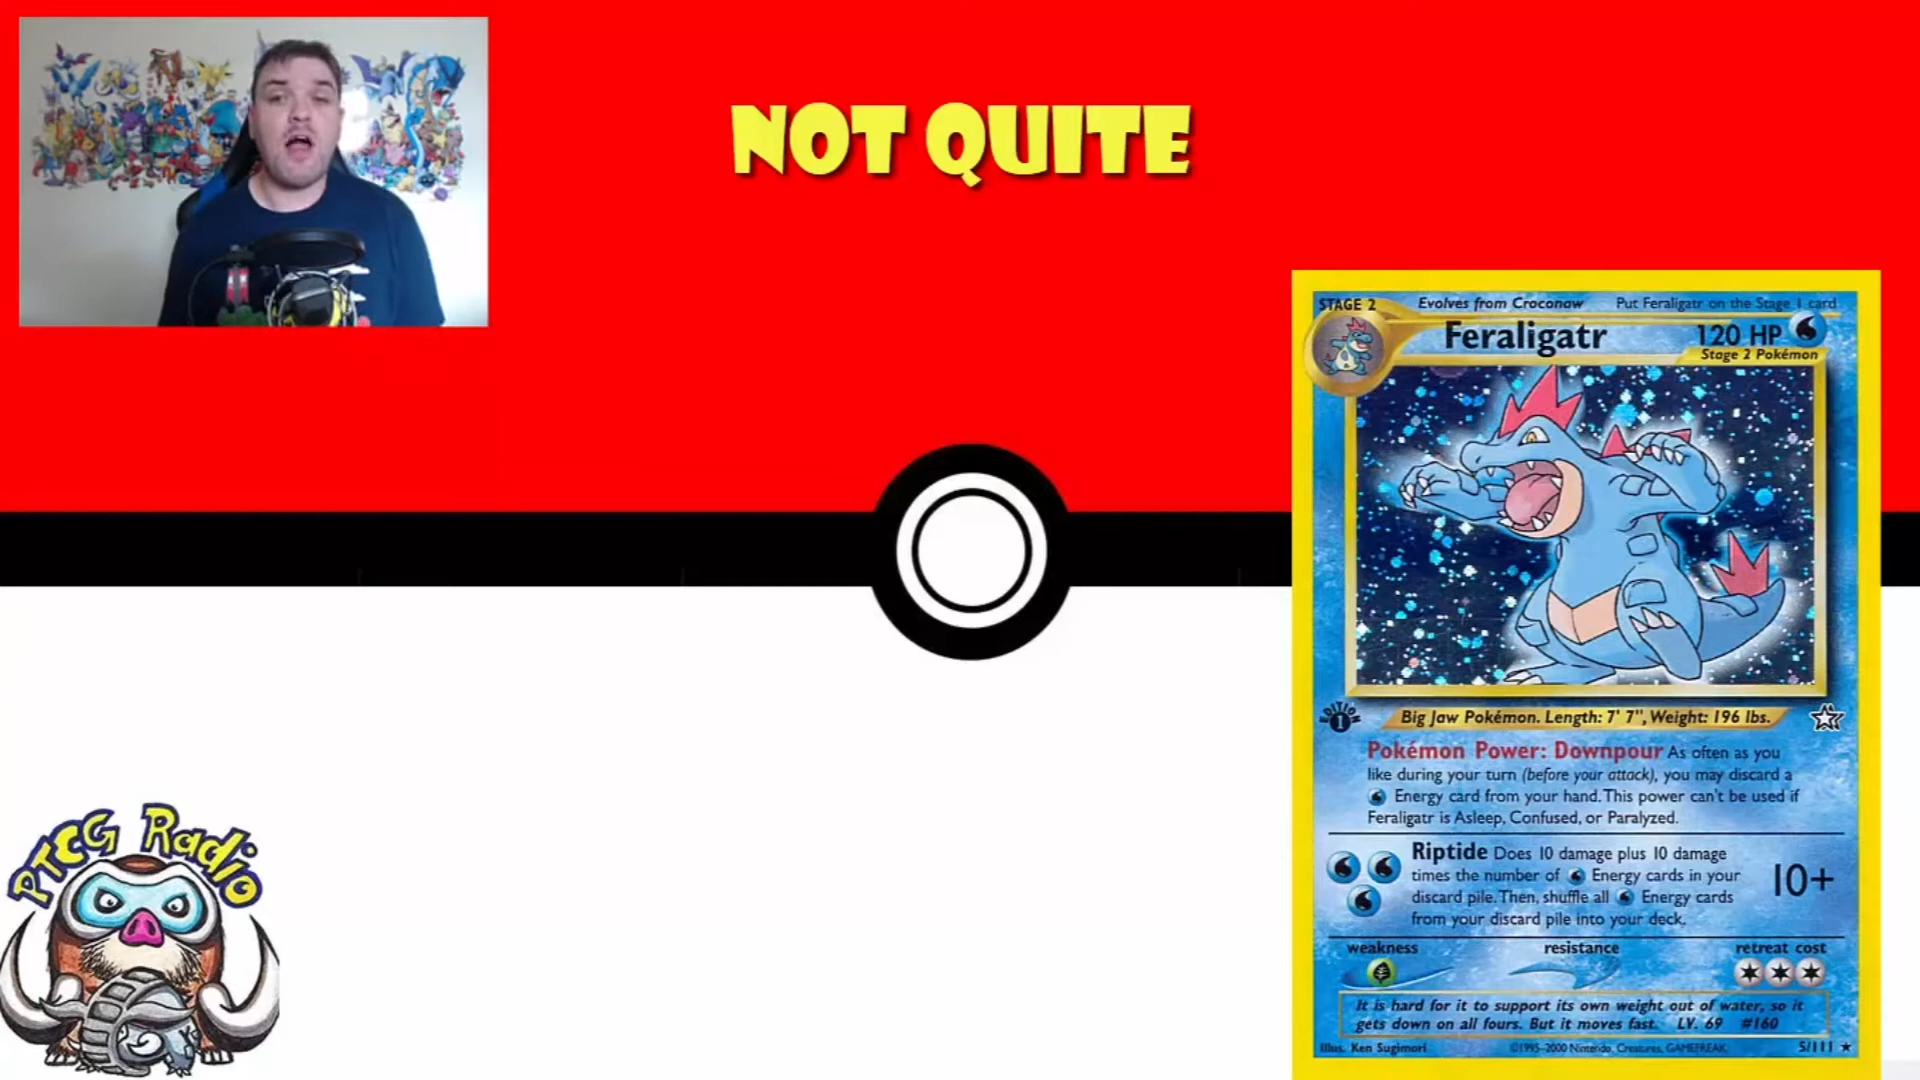 NOT QUITE
STAGE 2 Evolves from Croconaw Put Feraligatr on the Stage 1 card
Feraligatr 120 HP
Stage 2 Pokémon
EDITION 1
Big Jaw Pokémon. Length: 7' 7", Weight: 196 lbs.
Pokémon Power: Downpour As often as you
like during your turn (before your attack), you may discard a
Energy card from your hand. This power can't be used if
Feraligatr is Asleep, Confused, or Paralyzed.
Riptide Does 10 damage plus 10 damage
times the number of Energy cards in your
discard pile. Then, shuffle all Energy cards
from your discard pile into your deck.
10+
weakness resistance retreat cost
It is hard for it to support its own weight out of water, so it
gets down on all fours. But it moves fast. LV. 69 #160
Illus. Ken Sugimori ©1995-2000 Nintendo, Creatures, GAMEFREAK. 5/111 ★
PTCG Radio